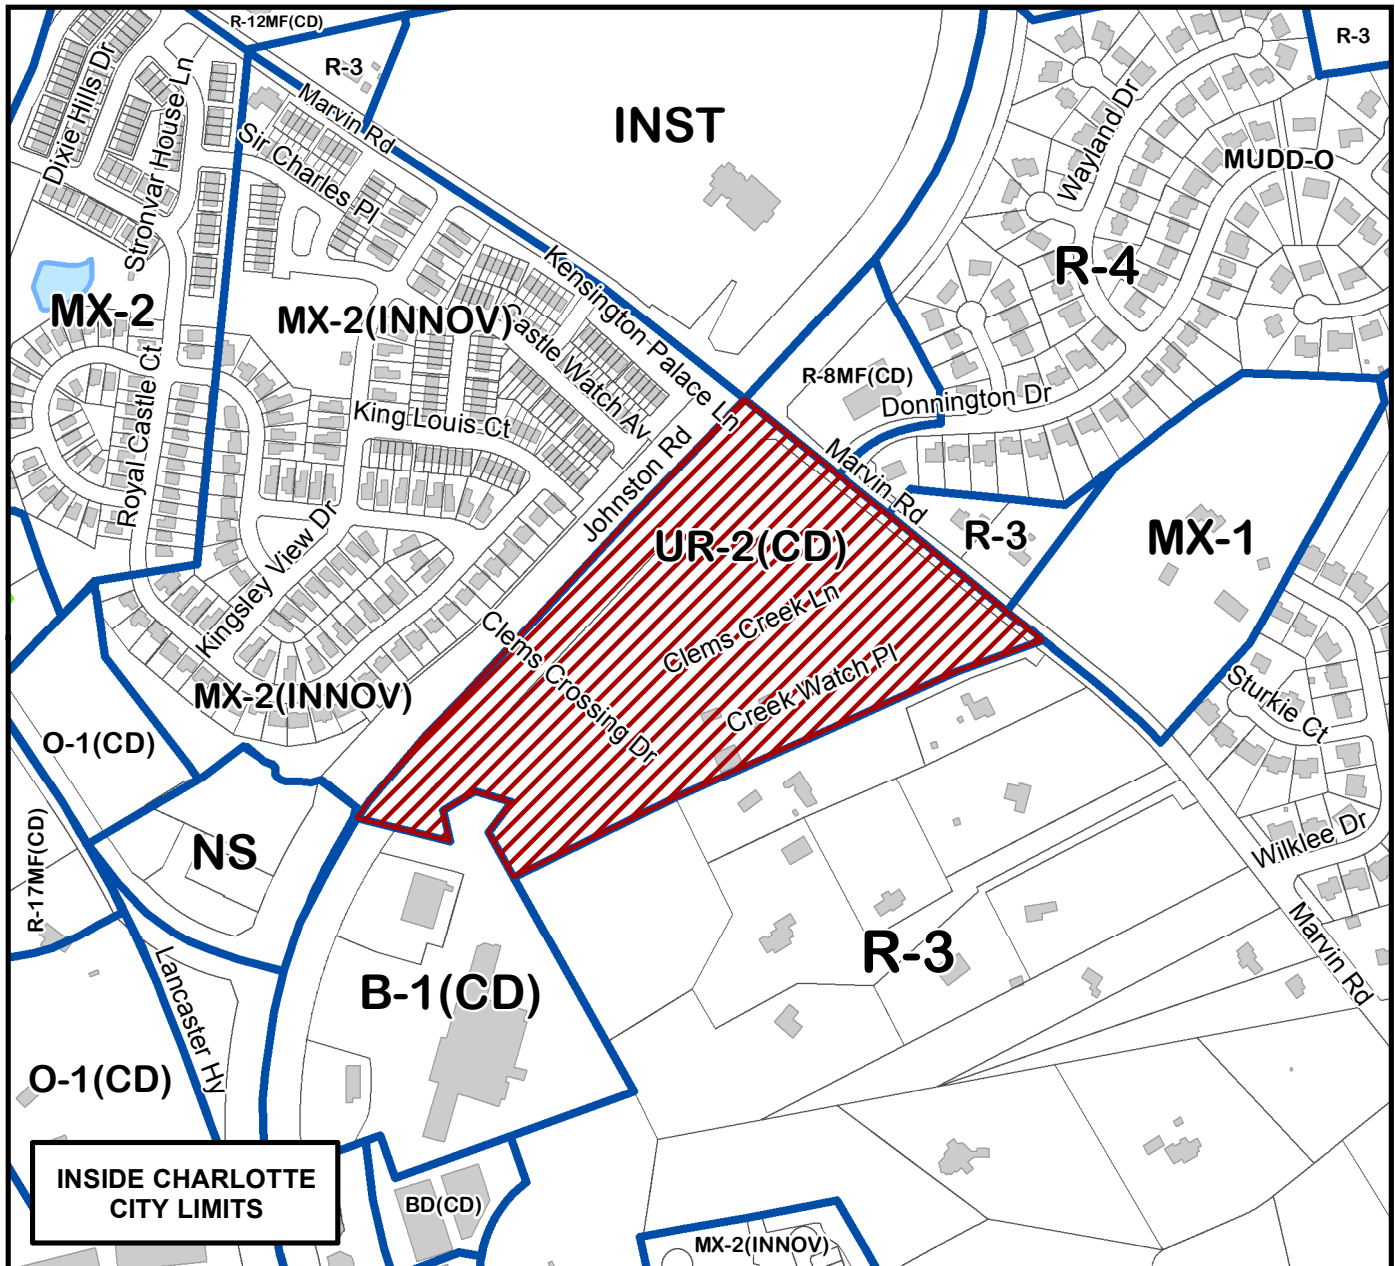 R-12MF(CD)
R-3
R-3
INST
Marvin Rd
Dixie Hills Dr
Stronvar House Ln
Sir Charles Pl
Wayland Dr
MUDD-O
R-4
MX-2
MX-2(INNOV)
Kensington Palace Ln
Castle Watch Av
R-8MF(CD)
Donnington Dr
King Louis Ct
Royal Castle Ct
Johnston Rd
Marvin Rd
UR-2(CD)
R-3
MX-1
Kingsley View Dr
Clems Creek Ln
Clems Crossing Dr
Creek Watch Pl
MX-2(INNOV)
Sturkie Ct
O-1(CD)
NS
R-17MF(CD)
Wilklee Dr
Marvin Rd
R-3
B-1(CD)
Lancaster Hy
O-1(CD)
INSIDE CHARLOTTE
CITY LIMITS
BD(CD)
MX-2(INNOV)